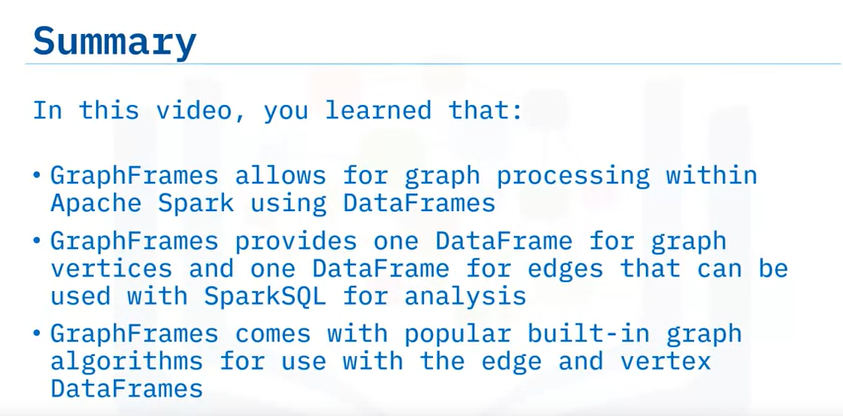 Summary
In this video, you learned that:
• GraphFrames allows for graph processing within
Apache Spark using DataFrames
• GraphFrames provides one DataFrame for graph
vertices and one DataFrame for edges that can be
used with SparkSQL for analysis
• GraphFrames comes with popular built-in graph
algorithms for use with the edge and vertex
DataFrames